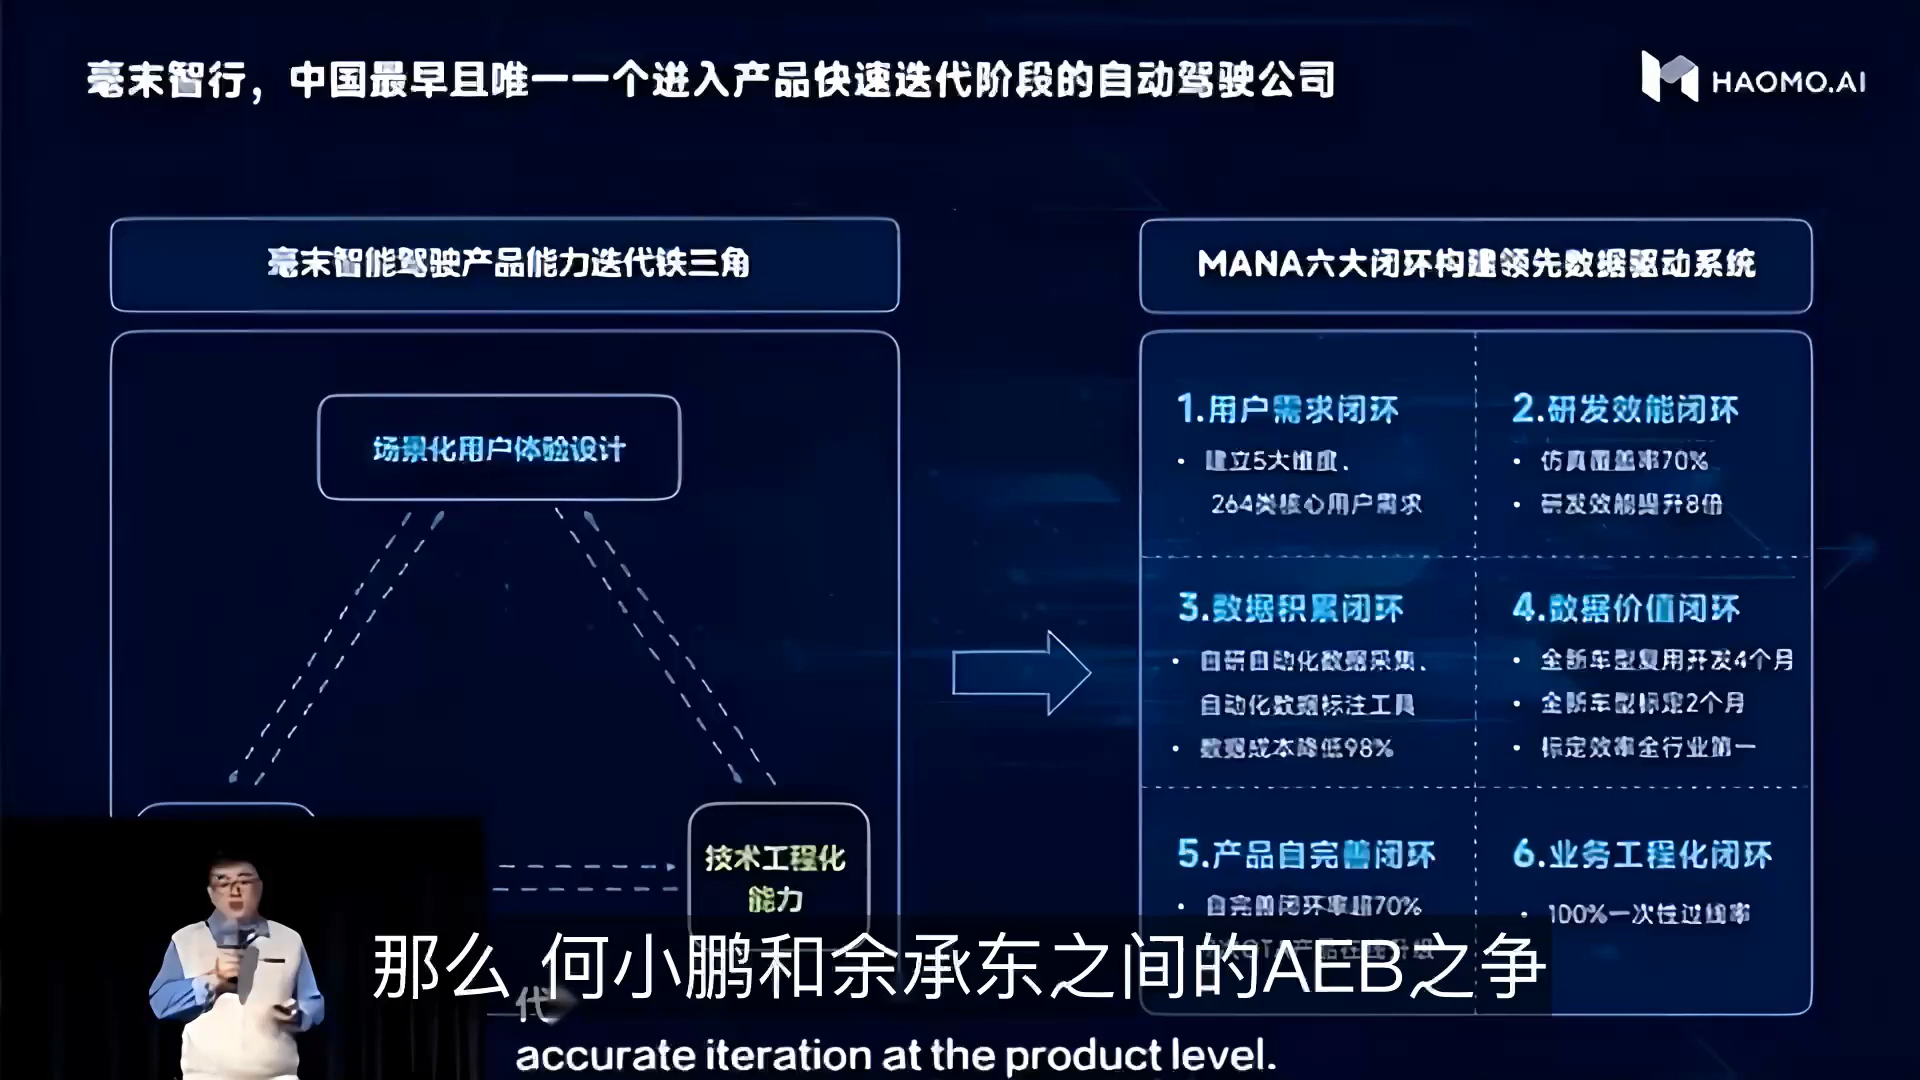 毫末智行，中国最早且唯一一个进入产品快速迭代阶段的自动驾驶公司
HAOMO.AI
毫末智能驾驶产品能力迭代铁三角
场景化用户体验设计
技术工程化
能力
MANA六大闭环构建领先数据驱动系统
1.用户需求闭环
• 建立5大维度、
264类核心用户需求
2.研发效能闭环
• 仿真覆盖率70%
• 研发效能提升8倍
3.数据积累闭环
• 自研自动化数据采集、
自动化数据标注工具
• 数据成本降低98%
4.数据价值闭环
• 全新车型复用开发4个月
• 全新车型标定2个月
• 标定效率全行业第一
5.产品自完善闭环
• 自完善闭环率超70%
6.业务工程化闭环
• 100%一次性过线率
那么 何小鹏和余承东之间的AEB之争
代
accurate iteration at the product level.